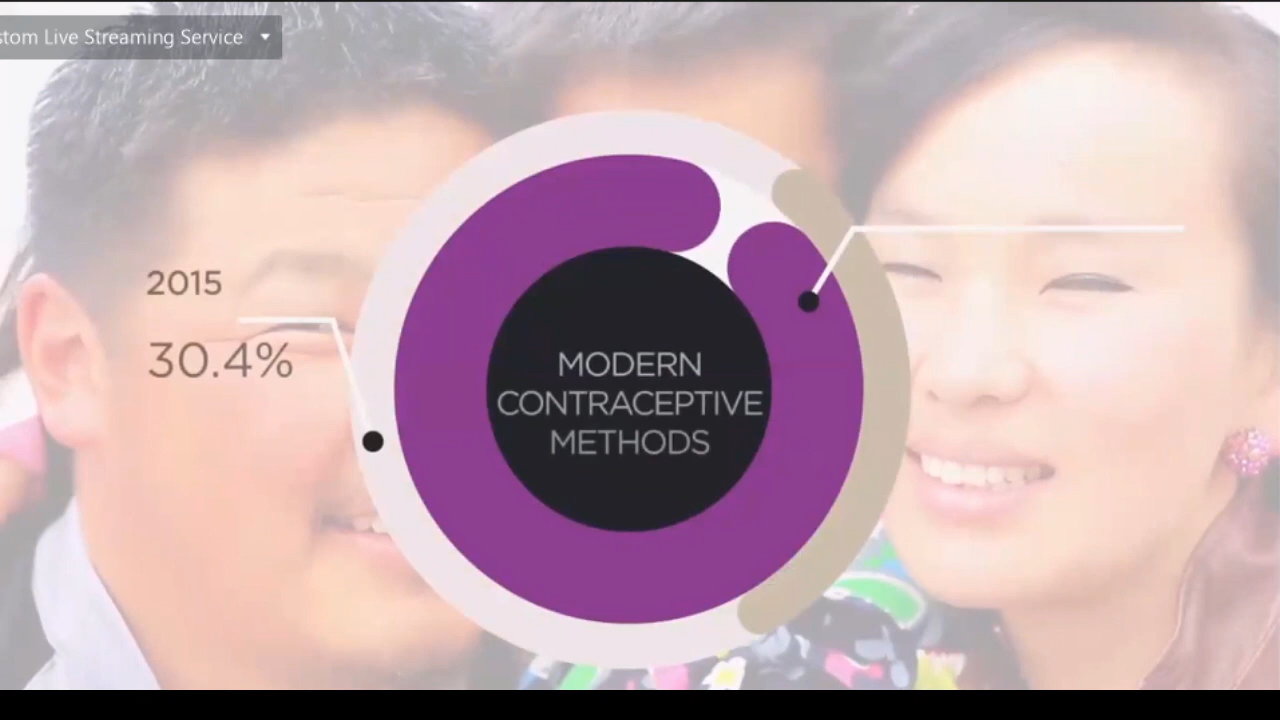 stom Live Streaming Service
2015
30.4%
MODERN
CONTRACEPTIVE
METHODS